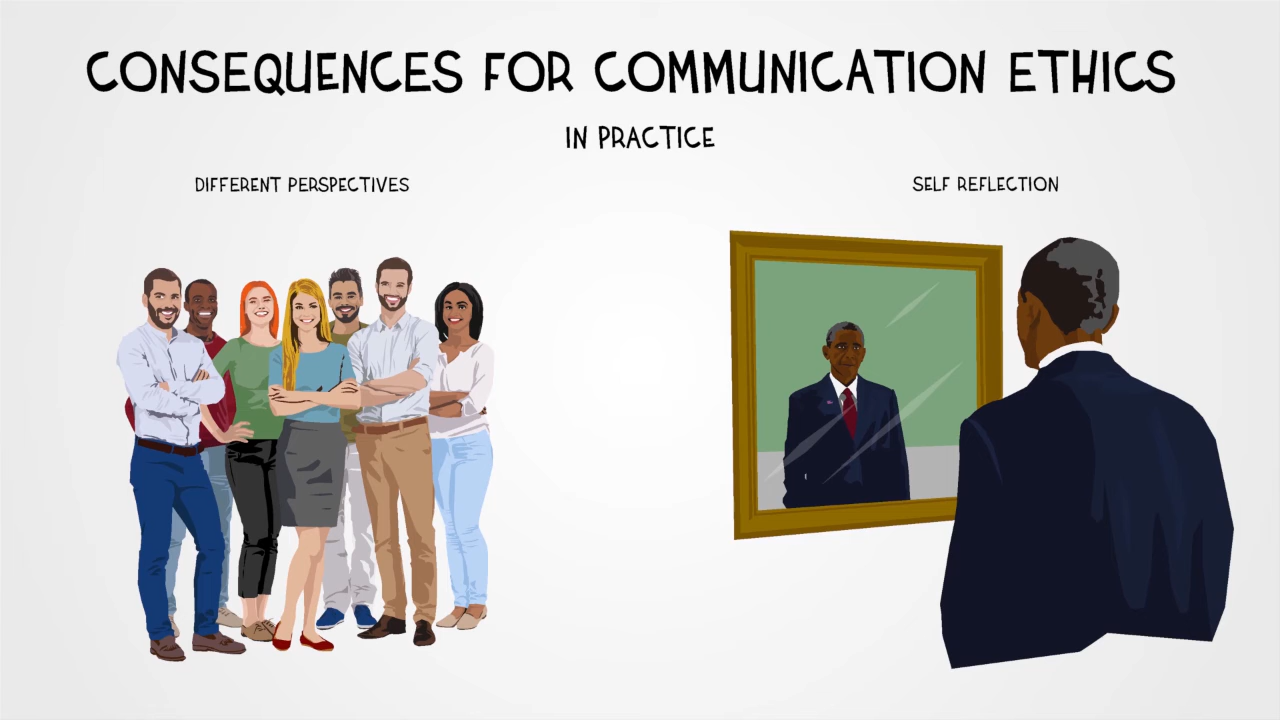 CONSEQUENCES FOR COMMUNICATION ETHICS
IN PRACTICE
DIFFERENT PERSPECTIVES
SELF REFLECTION